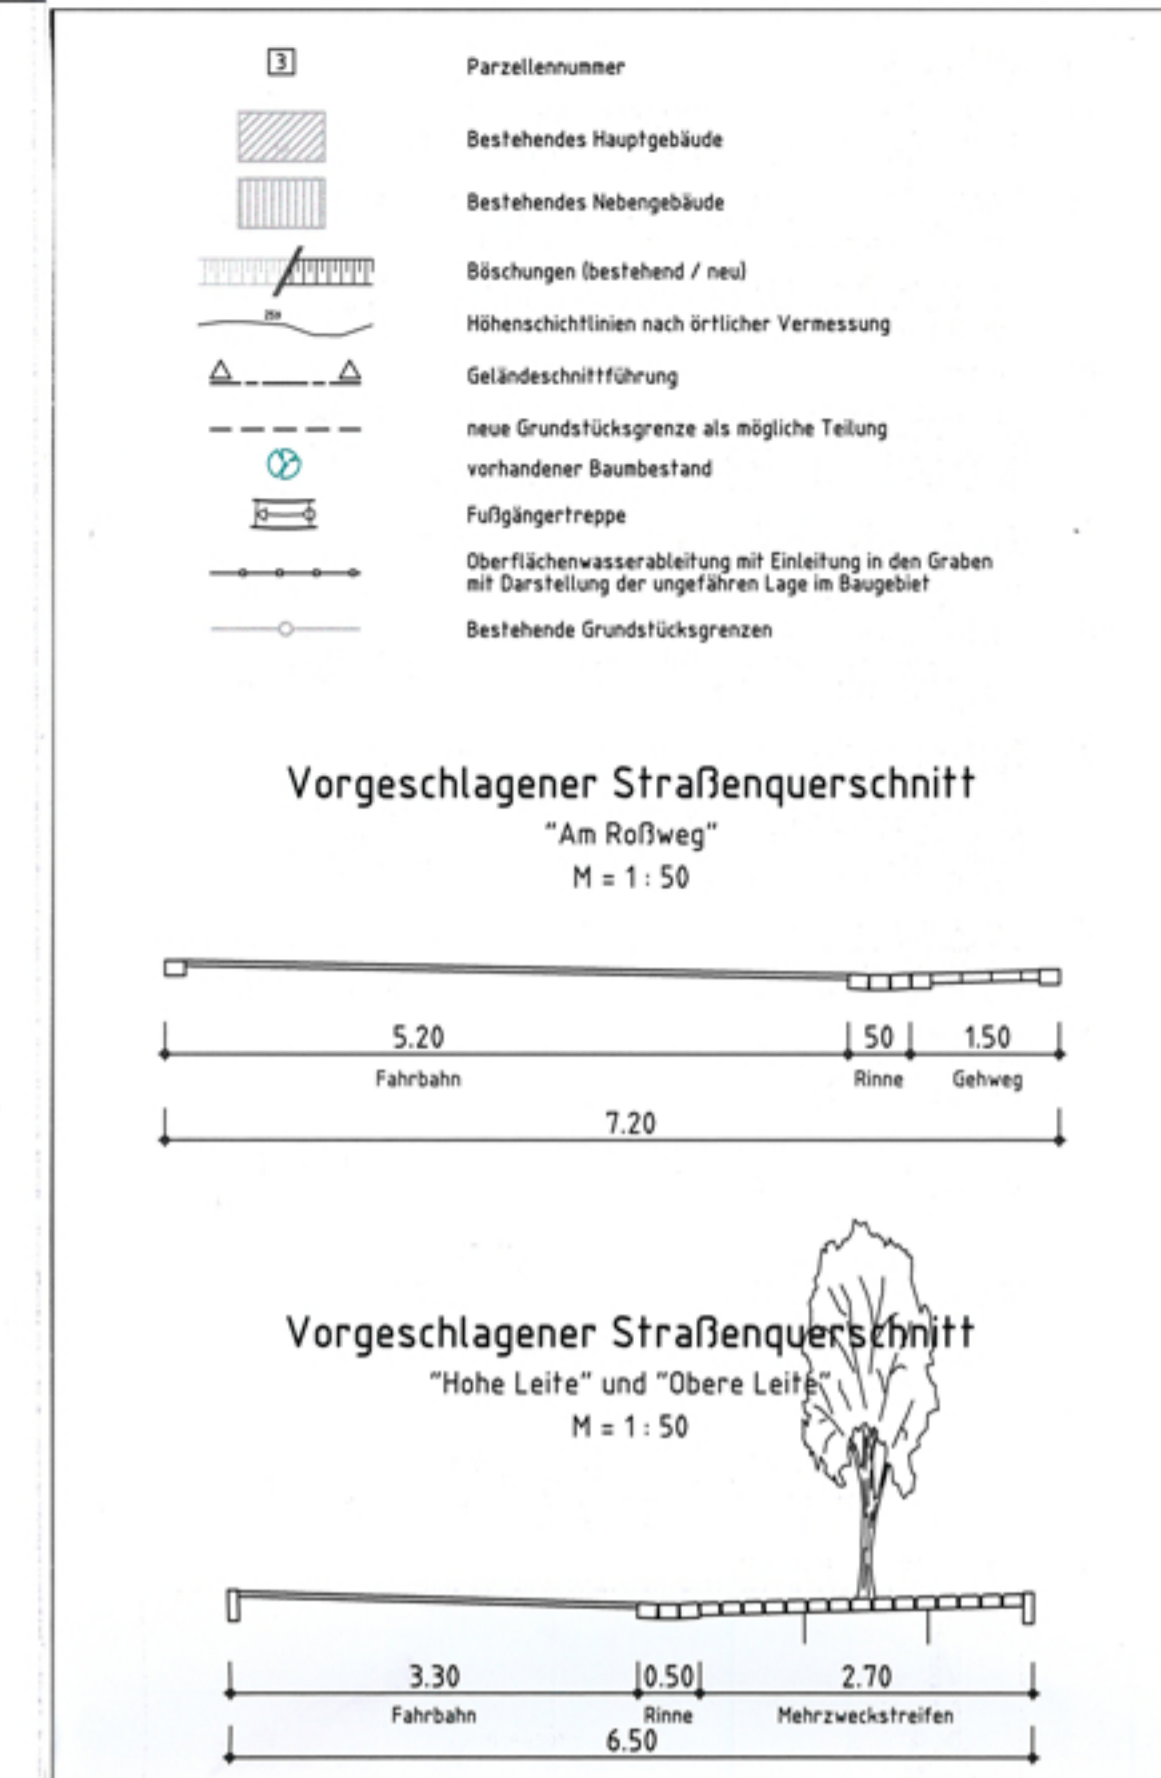 3
Parzellennummer
Bestehendes Hauptgebäude
Bestehendes Nebengebäude
Böschungen (bestehend / neu)
250
Höhenschichtlinien nach örtlicher Vermessung
Geländeschnittführung
neue Grundstücksgrenze als mögliche Teilung
vorhandener Baumbestand
Fußgängertreppe
Oberflächenwasserableitung mit Einleitung in den Graben
mit Darstellung der ungefähren Lage im Baugebiet
Bestehende Grundstücksgrenzen
Vorgeschlagener Straßenquerschnitt
"Am Roßweg"
M = 1 : 50
5.20 50 1.50
Fahrbahn Rinne Gehweg
7.20
Vorgeschlagener Straßenquerschnitt
"Hohe Leite" und "Obere Leite"
M = 1 : 50
3.30 0.50 2.70
Fahrbahn Rinne Mehrzweckstreifen
6.50